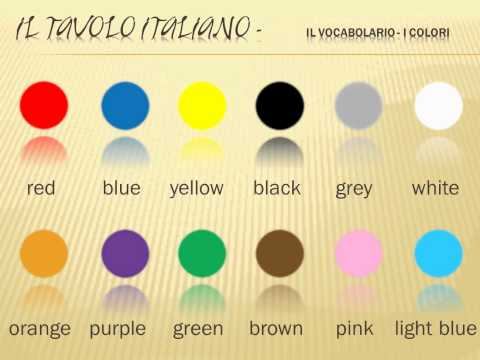 IL TAVOLO ITALIANO - IL VOCABOLARIO- I COLORI
red blue yellow black grey white
orange purple green brown pink light blue